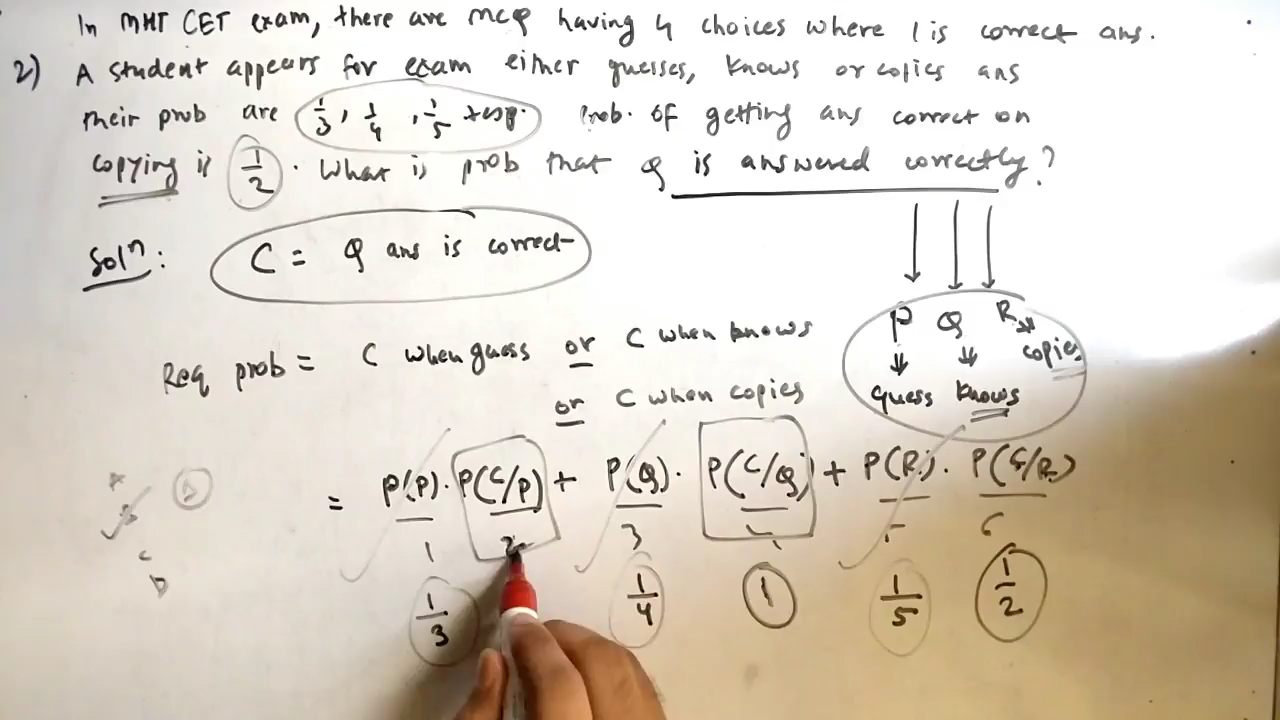 In MHT CET exam, there are mcq having 4 choices where 1 is correct ans.
2) A student appears for exam either guesses, knows or copies ans
their prob are 1/3, 1/4, 1/5 resp. Prob. of getting ans correct on
copying is 1/2. What is prob that Q is answered correctly?
Solⁿ: C = Q ans is correct
P Q R
guess knows copies
Req prob = C when guess or C when knows
or C when copies
= P(P). P(C/P) + P(Q). P(C/Q) + P(R). P(C/R)
1 2 3 6
1/3 1/4 1 1/5 1/2
C
D